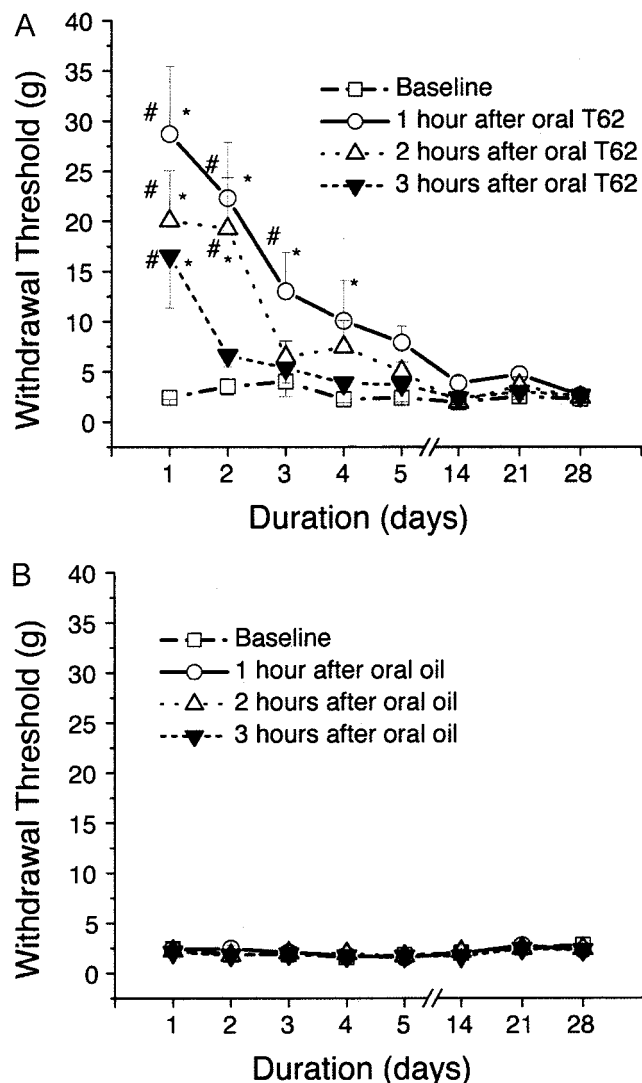 A
Withdrawal Threshold (g)
40
35
30
25
20
15
10
5
0
Baseline
1 hour after oral T62
2 hours after oral T62
3 hours after oral T62
# *
# *
# *
# *
# *
# *
# *
*
1 2 3 4 5 14 21 28
Duration (days)
B
Withdrawal Threshold (g)
40
35
30
25
20
15
10
5
0
Baseline
1 hour after oral oil
2 hours after oral oil
3 hours after oral oil
1 2 3 4 5 14 21 28
Duration (days)